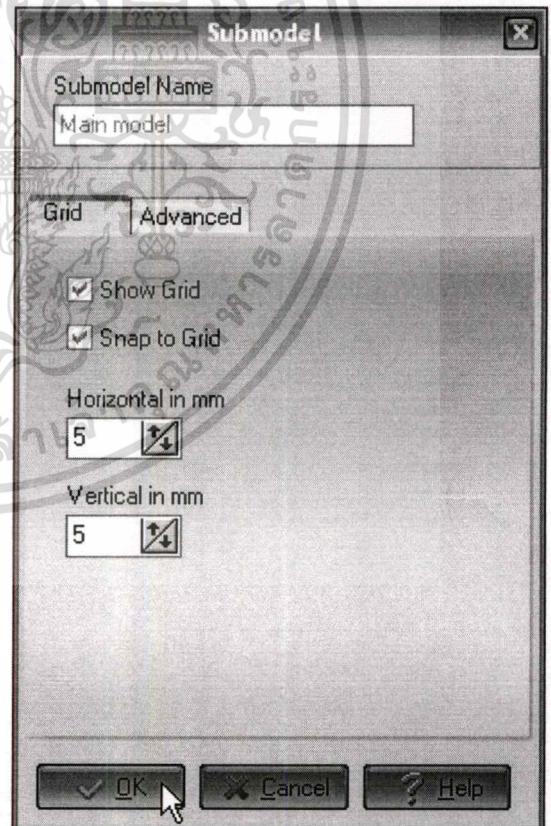 Submodel
Submodel Name
Main model
Grid Advanced
Show Grid
Snap to Grid
Horizontal in mm
5
Vertical in mm
5
OK Cancel Help